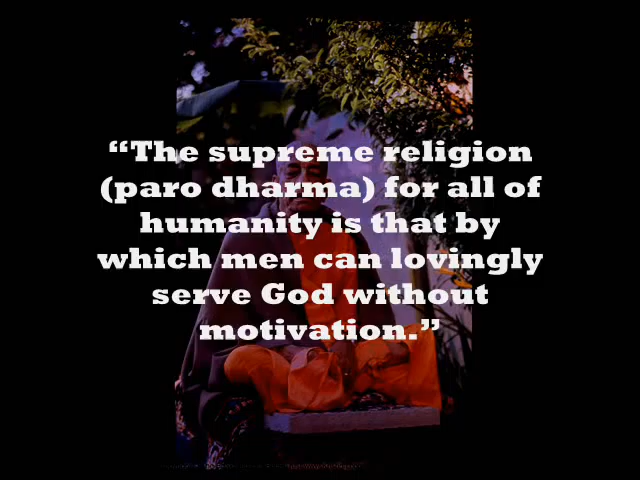 “The supreme religion
(paro dharma) for all of
humanity is that by
which men can lovingly
serve God without
motivation.”